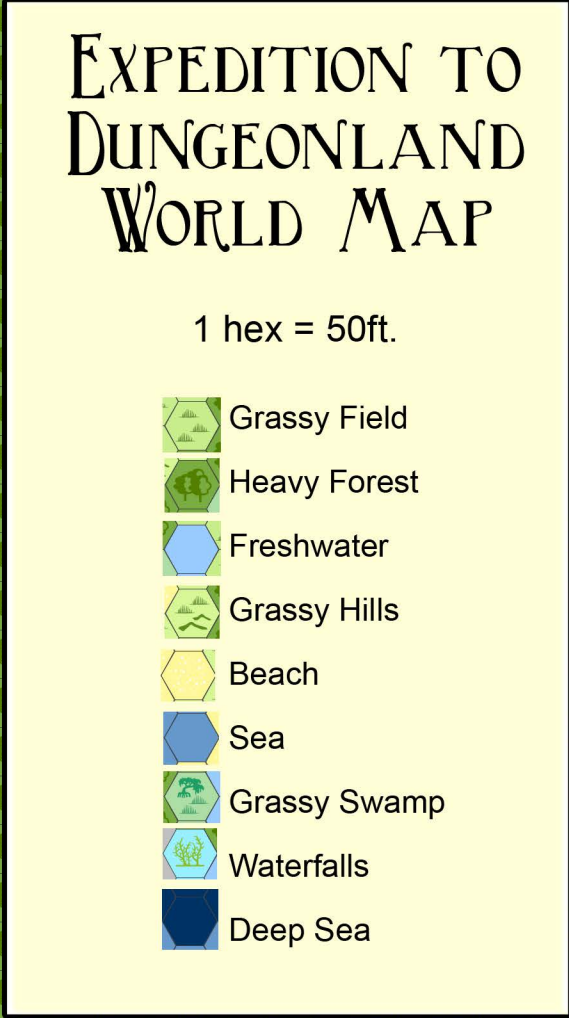 Expedition to
Dungeonland
World Map
1 hex = 50ft.
Grassy Field
Heavy Forest
Freshwater
Grassy Hills
Beach
Sea
Grassy Swamp
Waterfalls
Deep Sea